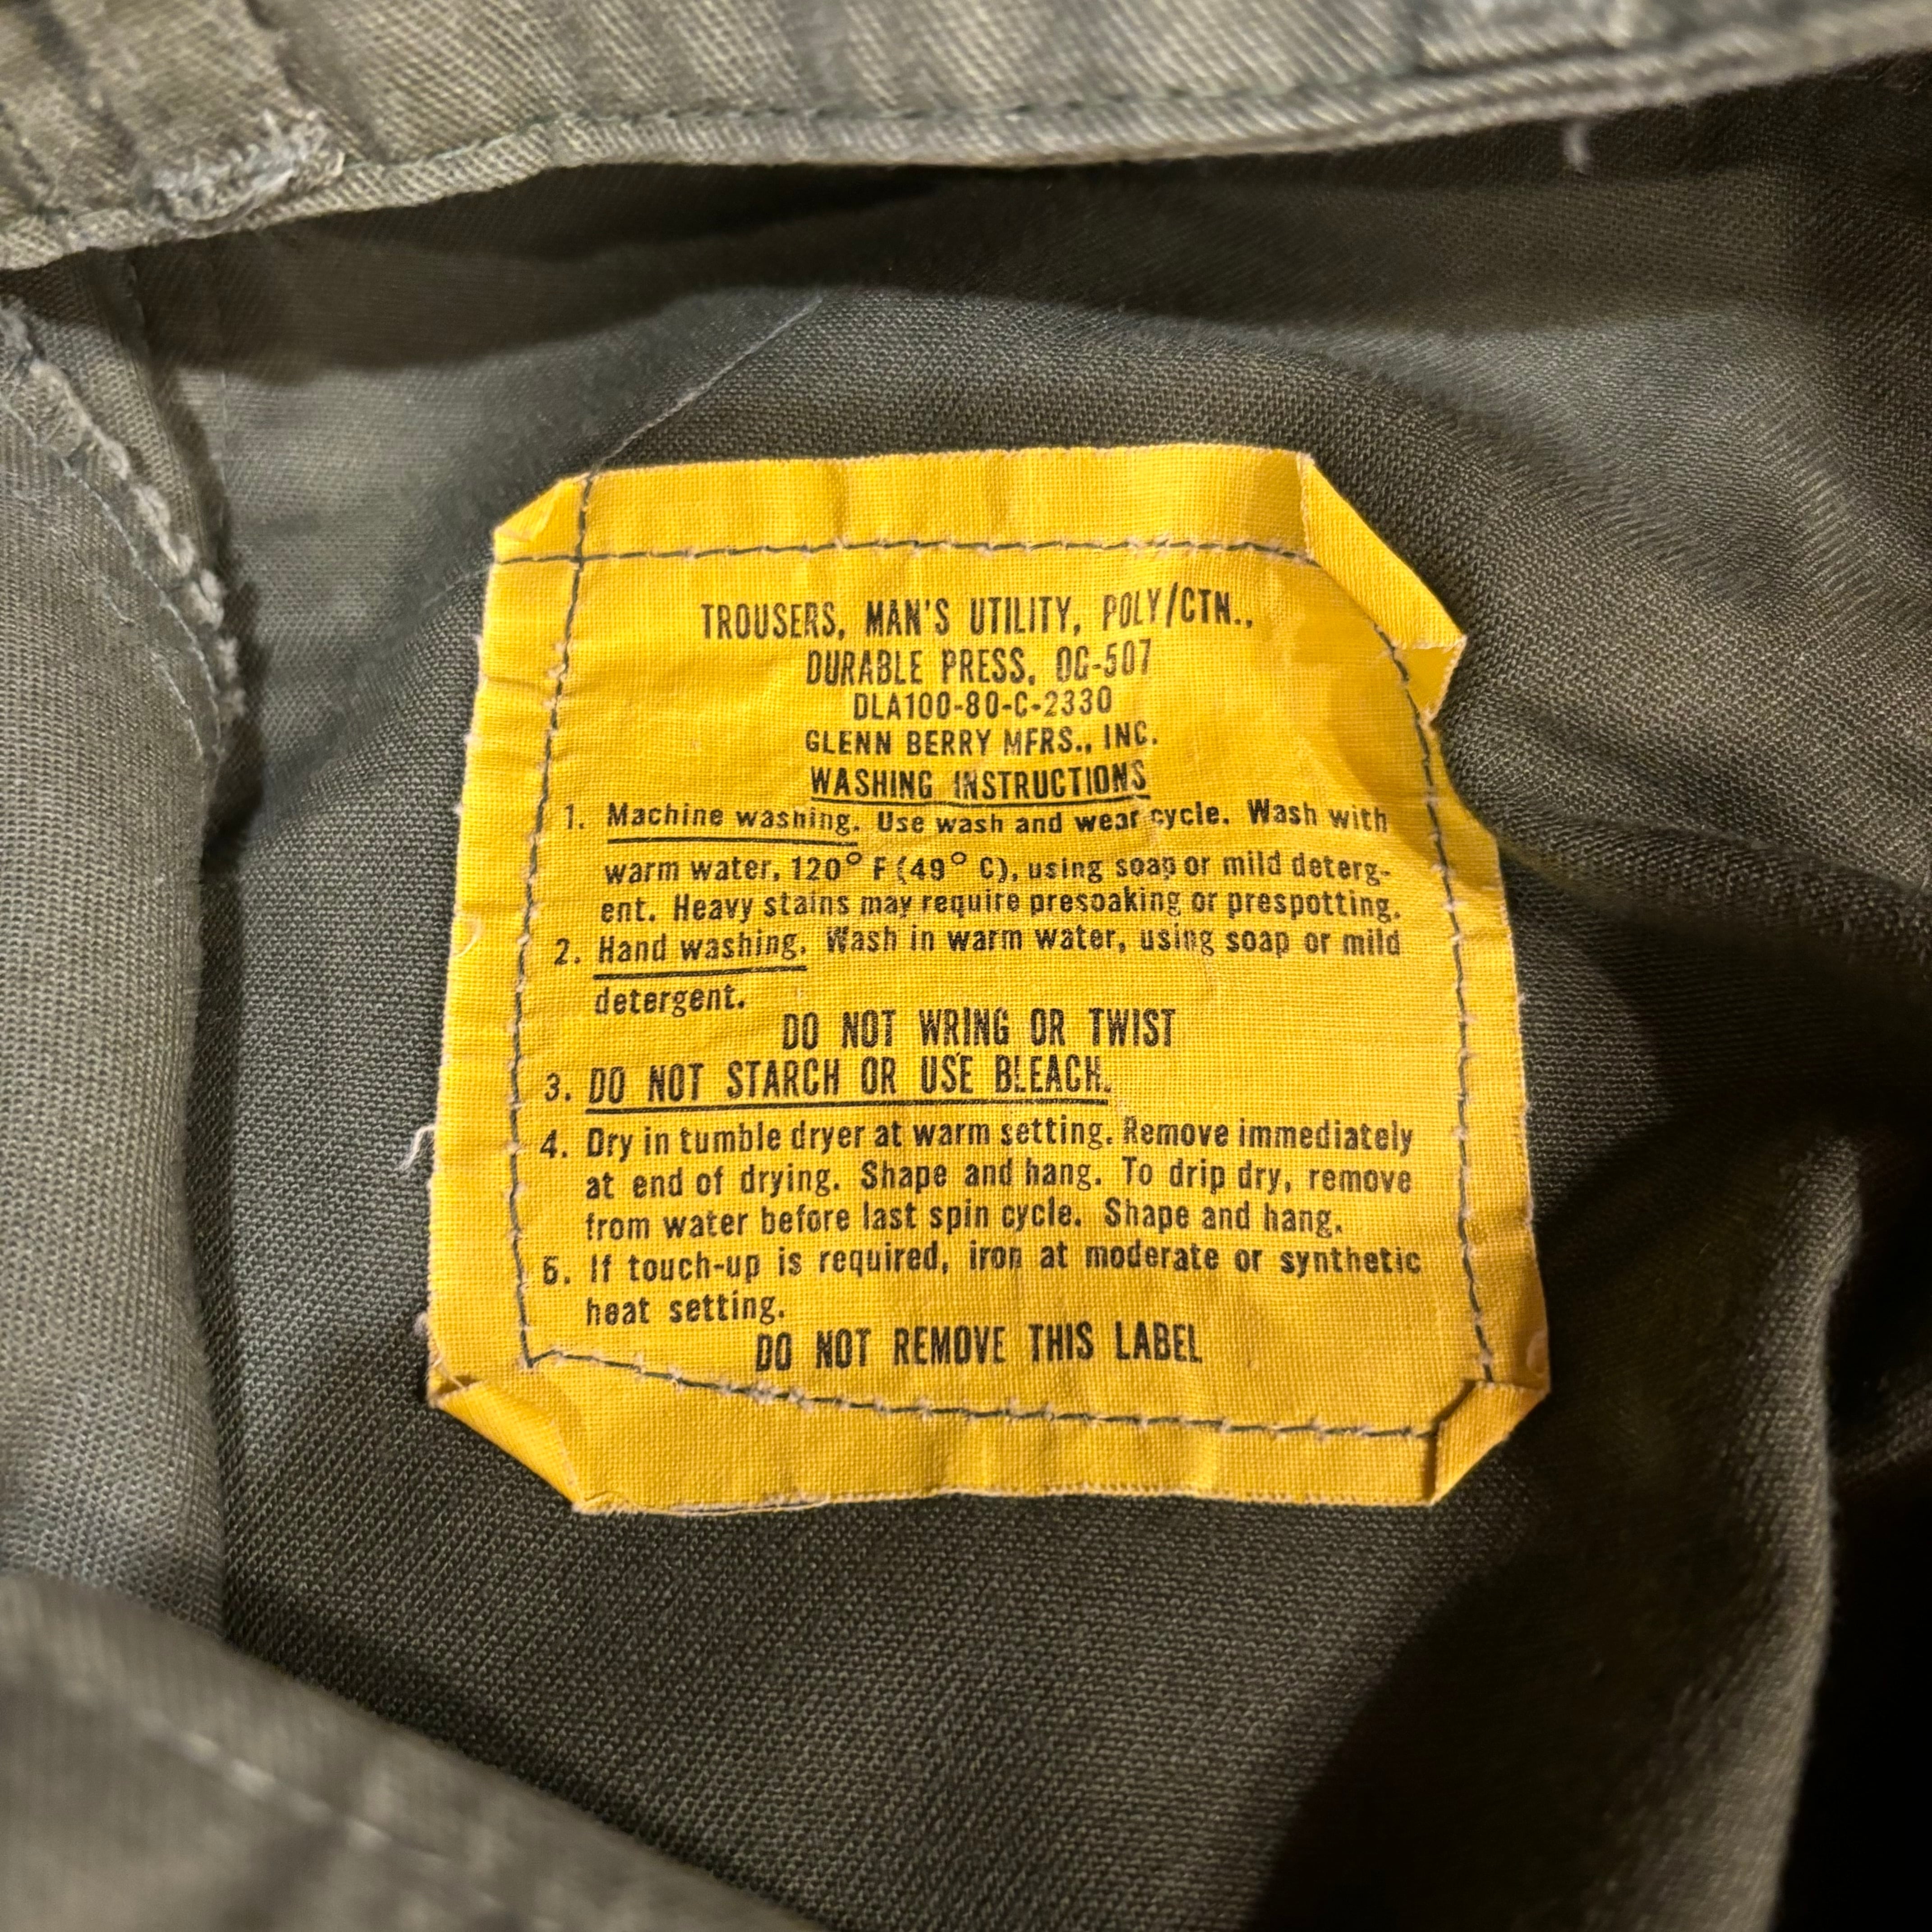 TROUSERS, MAN'S UTILITY, POLY/CTN.,
DURABLE PRESS, OG-507
DLA100-80-C-2330
GLENN BERRY MFRS., INC.
WASHING INSTRUCTIONS
1. Machine washing. Use wash and wear cycle. Wash with
warm water, 120° F (49° C), using soap or mild deterg-
ent. Heavy stains may require presoaking or prespotting.
2. Hand washing. Wash in warm water, using soap or mild
detergent.
DO NOT WRING OR TWIST
3. DO NOT STARCH OR USE BLEACH.
4. Dry in tumble dryer at warm setting. Remove immediately
at end of drying. Shape and hang. To drip dry, remove
from water before last spin cycle. Shape and hang.
5. If touch-up is required, iron at moderate or synthetic
heat setting.
DO NOT REMOVE THIS LABEL